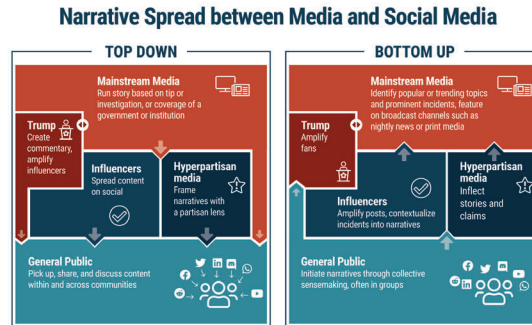 Narrative Spread between Media and Social Media
TOP DOWN
Mainstream Media
Run story based on tip or
investigation, or coverage of a
government or institution
Trump
Create
commentary,
amplify
influencers
Influencers
Spread content
on social
Hyperpartisan
media
Frame
narratives with
a partisan lens
General Public
Pick up, share, and discuss content
within and across communities
BOTTOM UP
Mainstream Media
Identify popular or trending topics
and prominent incidents, feature
on broadcast channels such as
nightly news or print media
Trump
Amplify
fans
Influencers
Amplify posts, contextualize
incidents into narratives
Hyperpartisan
media
Inflect
stories and
claims
General Public
Initiate narratives through collective
sensemaking, often in groups